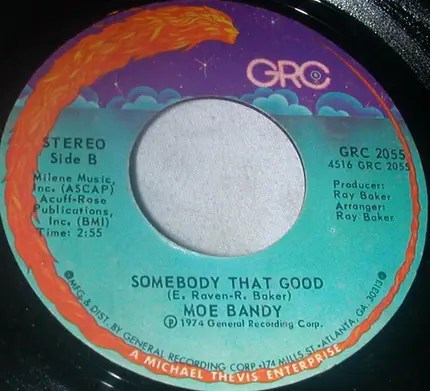 GRC
STEREO
Side B
Milene Music,
Inc. (ASCAP)
Acuff-Rose
Publications,
Inc. (BMI)
Time: 2:55
GRC 2055
4516 GRC 2055
Producer:
Ray Baker
Arranger:
Ray Baker
SOMEBODY THAT GOOD
(E. Raven-R. Baker)
MOE BANDY
Ⓟ 1974 General Recording Corp.
MFG. & DIST. BY GENERAL RECORDING CORP. • 174 MILLS ST. • ATLANTA, GA. 30313
A MICHAEL THEVIS ENTERPRISE